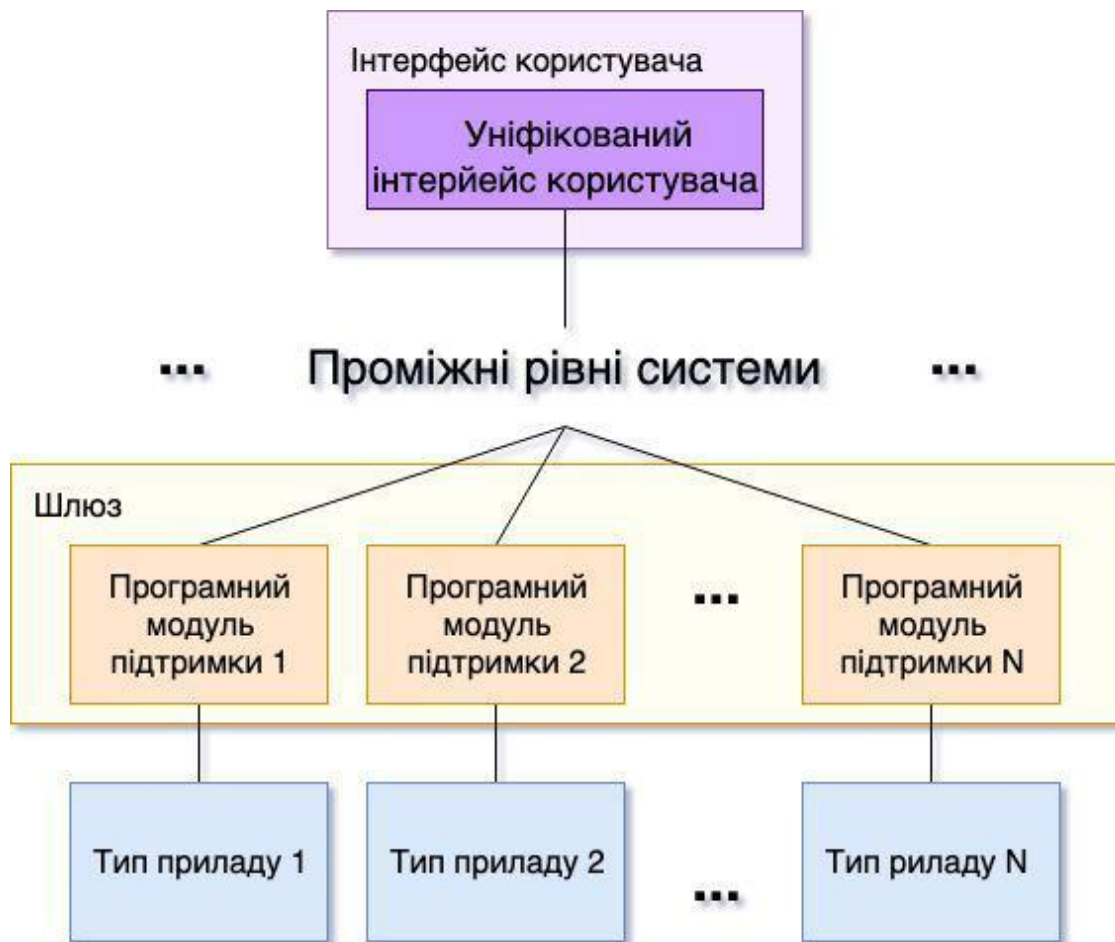 Інтерфейс користувача
Уніфікований
інтерйейс користувача
... Проміжні рівні системи ...
Шлюз
Програмний
модуль
підтримки 1
Програмний
модуль
підтримки 2
...
Програмний
модуль
підтримки N
Тип приладу 1
Тип приладу 2
...
Тип риладу N